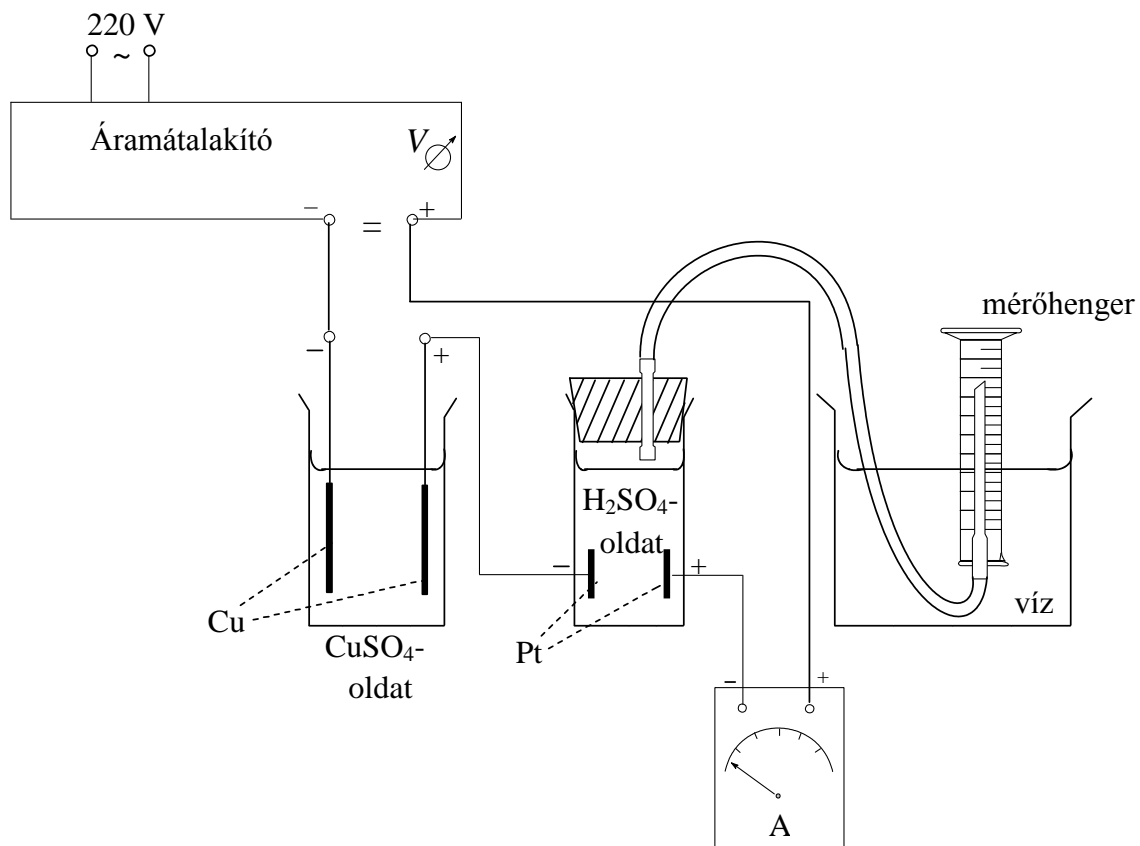 220 V
~
Áramátalakító
V
– = +
mérőhenger
– +
H₂SO₄-
oldat
– +
Cu
víz
CuSO₄-
oldat
Pt
– +
A